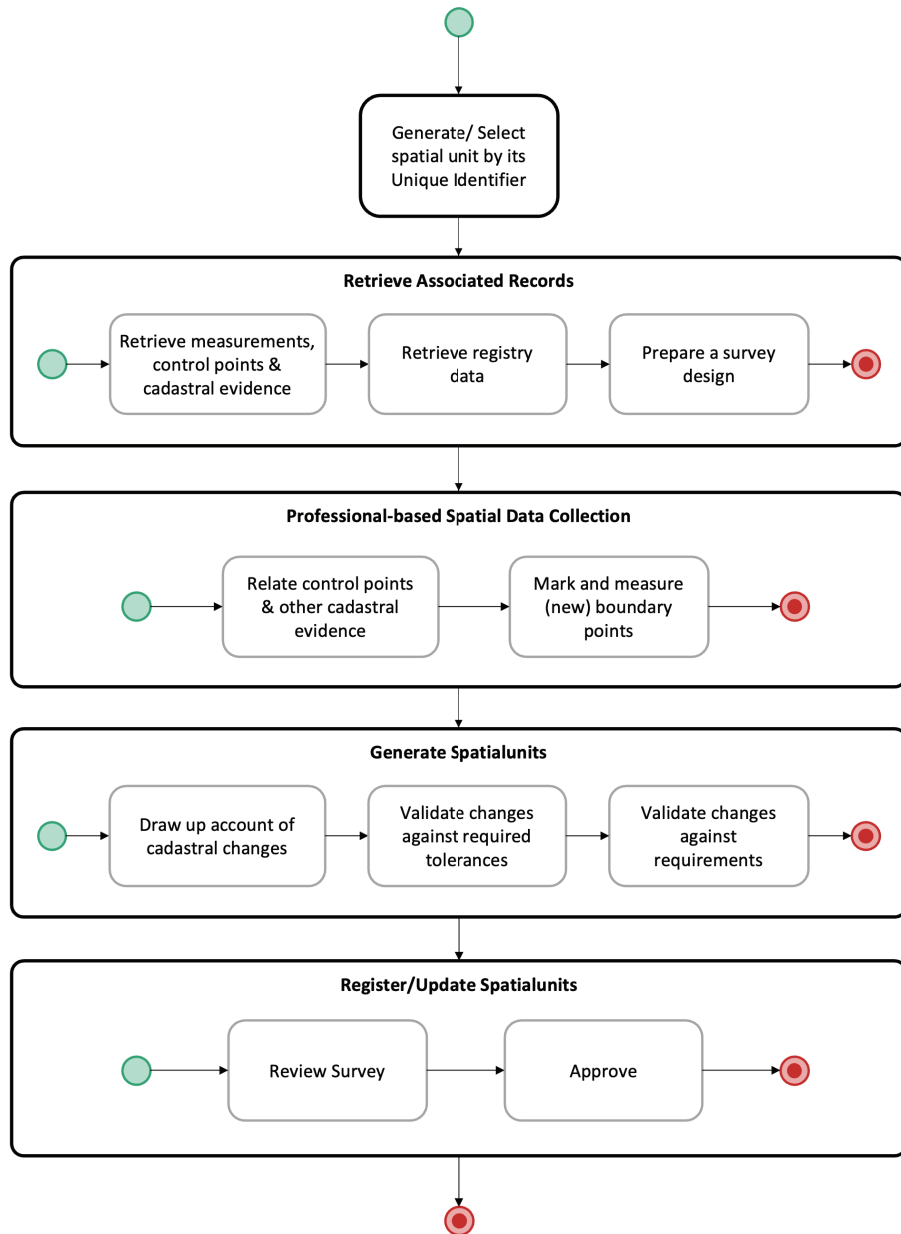 Generate/ Select
spatial unit by its
Unique Identifier
Retrieve Associated Records
Retrieve measurements,
control points &
cadastral evidence
Retrieve registry
data
Prepare a survey
design
Professional-based Spatial Data Collection
Relate control points
& other cadastral
evidence
Mark and measure
(new) boundary
points
Generate Spatialunits
Draw up account of
cadastral changes
Validate changes
against required
tolerances
Validate changes
against
requirements
Register/Update Spatialunits
Review Survey
Approve